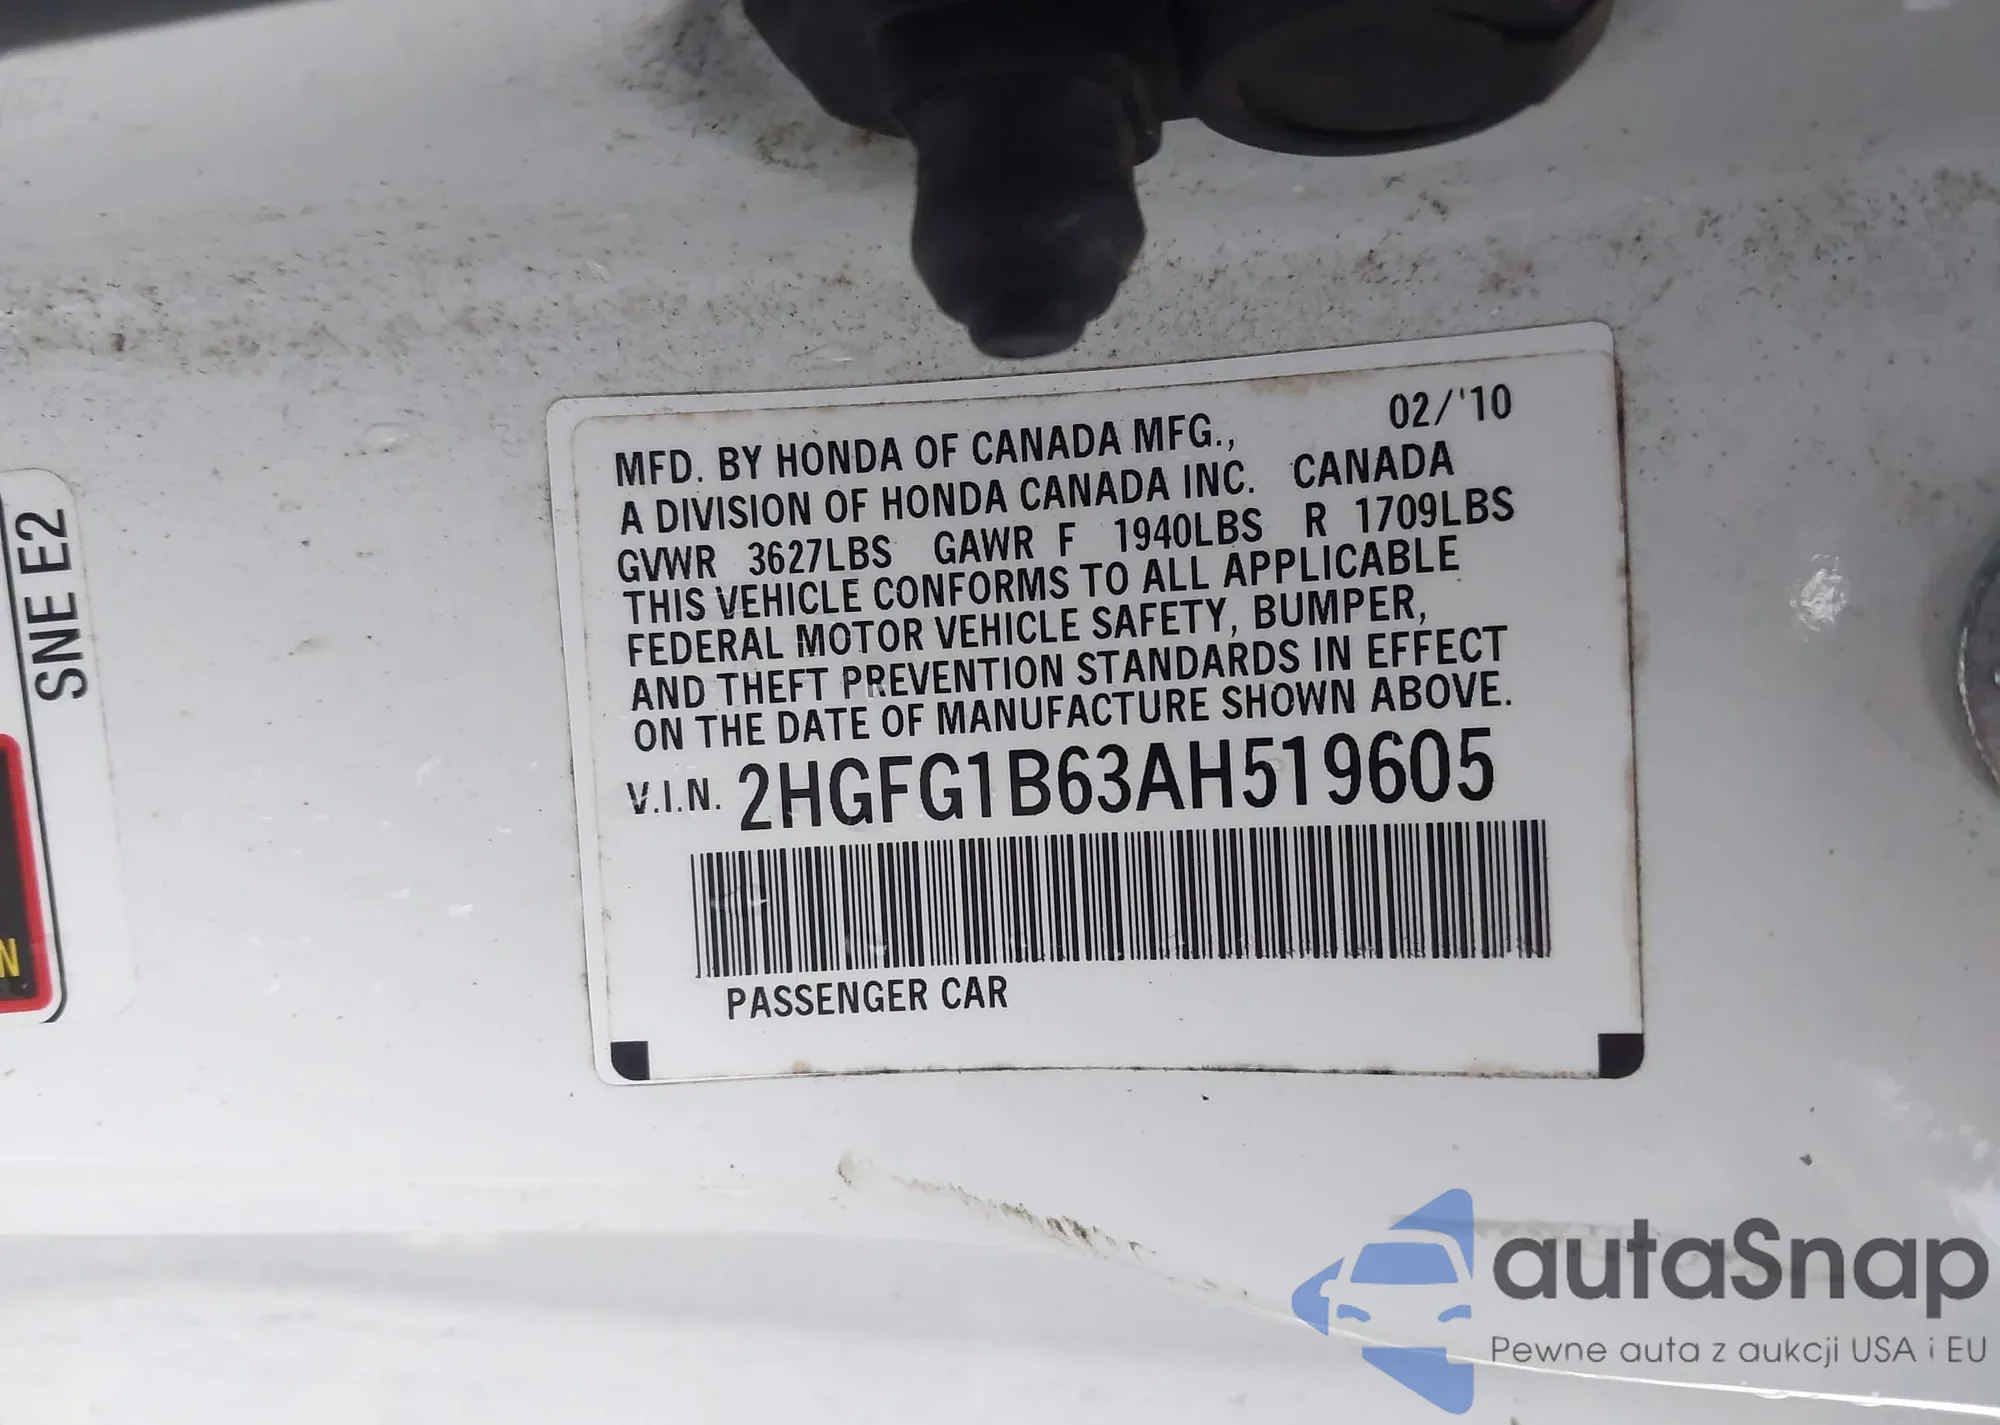 02/'10
MFD. BY HONDA OF CANADA MFG.,
A DIVISION OF HONDA CANADA INC. CANADA
GVWR 3627LBS GAWR F 1940LBS R 1709LBS
THIS VEHICLE CONFORMS TO ALL APPLICABLE
FEDERAL MOTOR VEHICLE SAFETY, BUMPER,
AND THEFT PREVENTION STANDARDS IN EFFECT
ON THE DATE OF MANUFACTURE SHOWN ABOVE.
V.I.N. 2HGFG1B63AH519605
PASSENGER CAR
SNE E2
N
autaSnap
Pewne auta z aukcji USA i EU